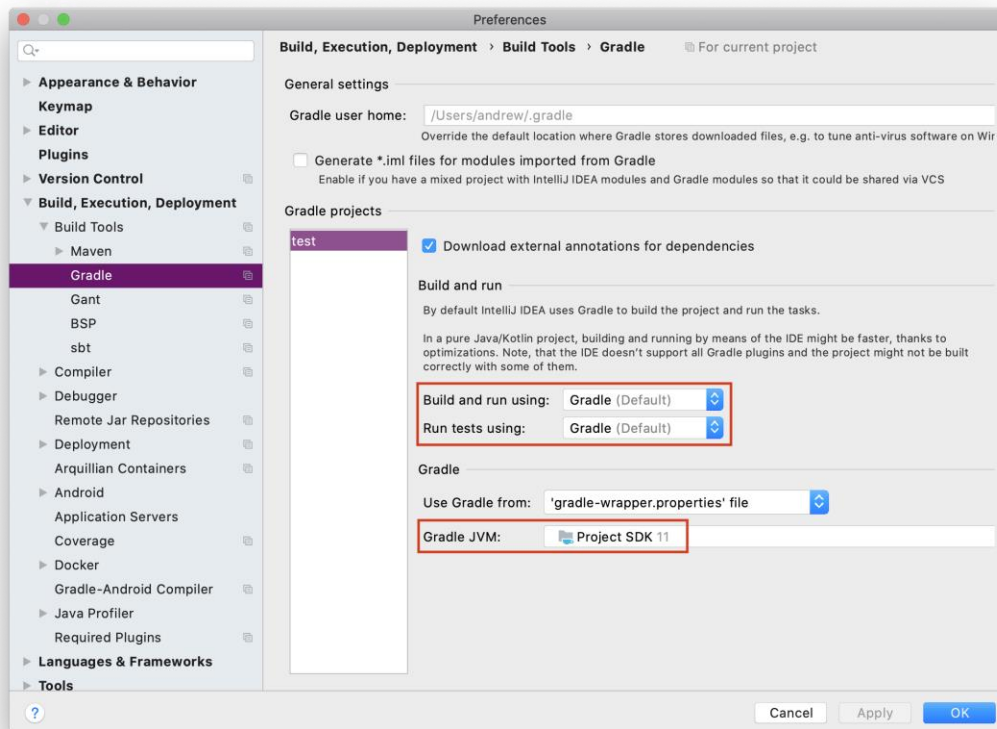 Preferences
Build, Execution, Deployment › Build Tools › Gradle
For current project
Appearance & Behavior
Keymap
Editor
Plugins
Version Control
Build, Execution, Deployment
Build Tools
Maven
Gradle
Gant
BSP
sbt
Compiler
Debugger
Remote Jar Repositories
Deployment
Arquillian Containers
Android
Application Servers
Coverage
Docker
Gradle-Android Compiler
Java Profiler
Required Plugins
Languages & Frameworks
Tools
General settings
Gradle user home: /Users/andrew/.gradle
Override the default location where Gradle stores downloaded files, e.g. to tune anti-virus software on Win
Generate *.iml files for modules imported from Gradle
Enable if you have a mixed project with IntelliJ IDEA modules and Gradle modules so that it could be shared via VCS
Gradle projects
test
Download external annotations for dependencies
Build and run
By default IntelliJ IDEA uses Gradle to build the project and run the tasks.
In a pure Java/Kotlin project, building and running by means of the IDE might be faster, thanks to
optimizations. Note, that the IDE doesn't support all Gradle plugins and the project might not be built
correctly with some of them.
Build and run using: Gradle (Default)
Run tests using: Gradle (Default)
Gradle
Use Gradle from: 'gradle-wrapper.properties' file
Gradle JVM: Project SDK 11
?
Cancel
Apply
OK